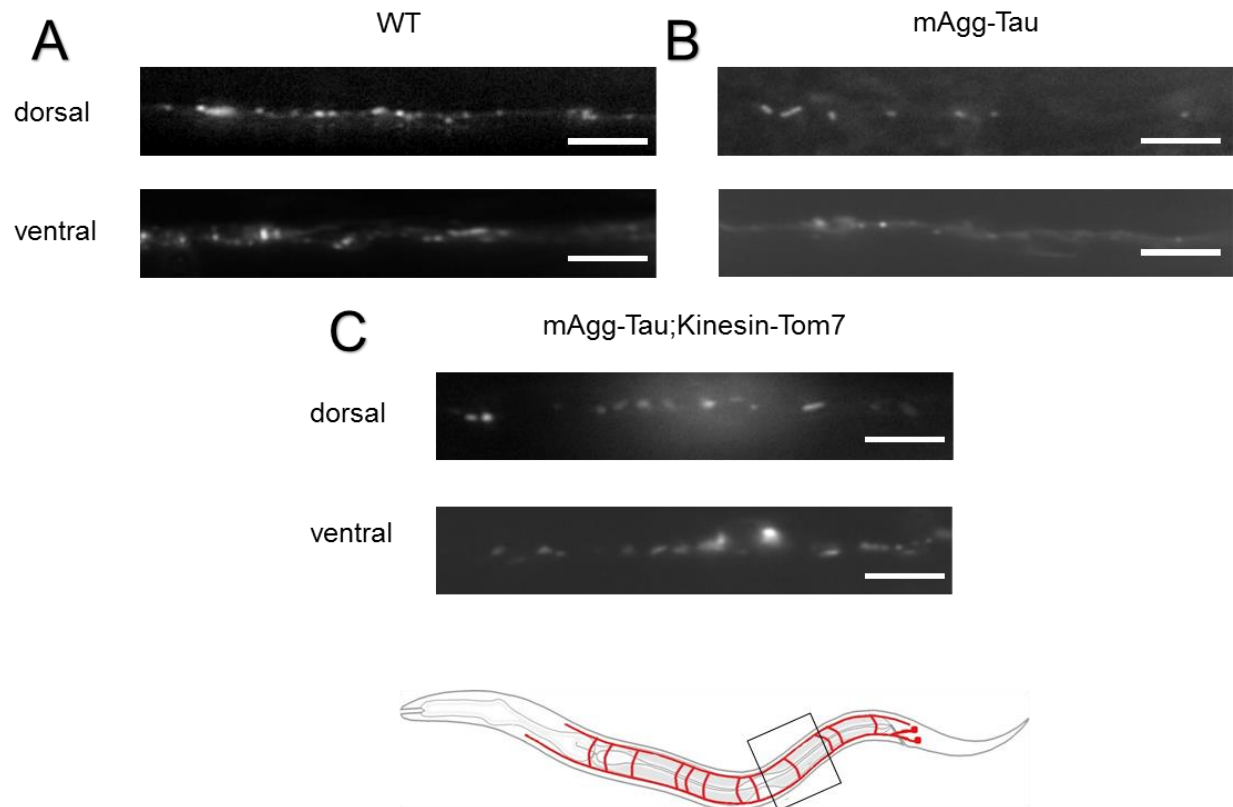 A
WT
B
mAgg-Tau
dorsal
ventral
C
mAgg-Tau;Kinesin-Tom7
dorsal
ventral